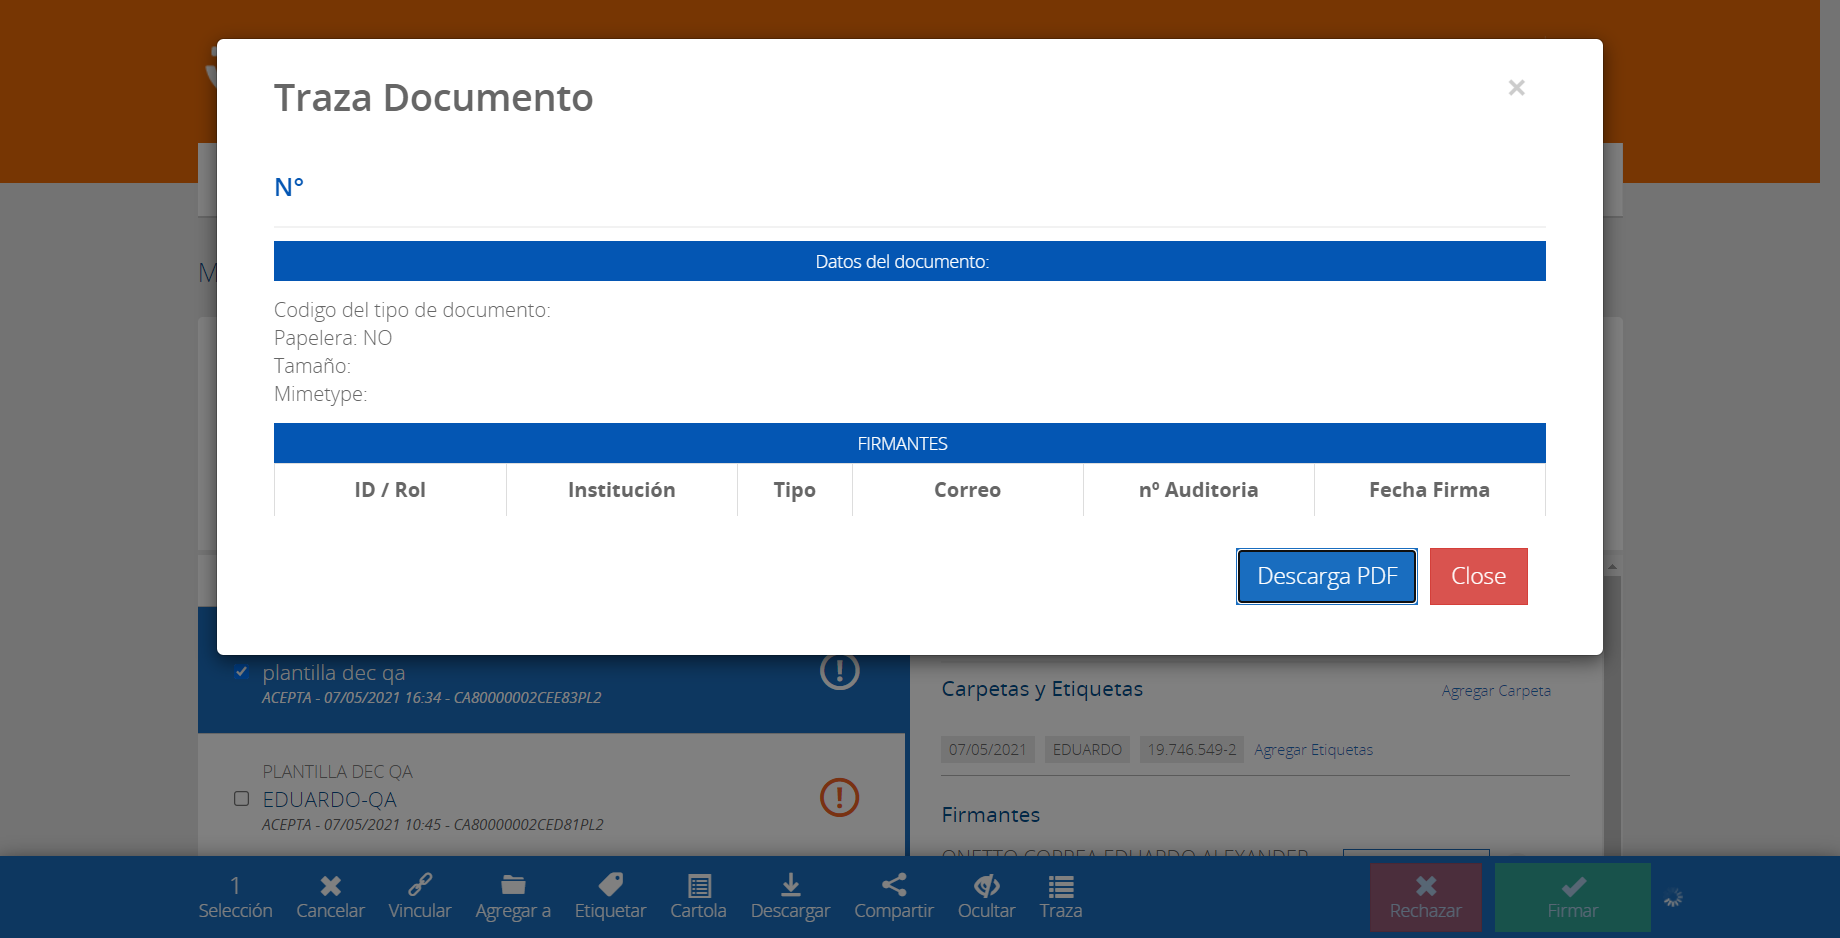 Traza Documento
×
N°
Datos del documento:
Codigo del tipo de documento:
Papelera: NO
Tamaño:
Mimetype:
FIRMANTES
ID / Rol Institución Tipo Correo nº Auditoria Fecha Firma
Descarga PDF Close
M
plantilla dec qa
ACEPTA - 07/05/2021 16:34 - CA80000002CEE83PL2
PLANTILLA DEC QA
EDUARDO-QA
ACEPTA - 07/05/2021 10:45 - CA80000002CED81PL2
Carpetas y Etiquetas Agregar Carpeta
07/05/2021 EDUARDO 19.746.549-2 Agregar Etiquetas
Firmantes
ONETTO CORREA EDUARDO ALEXANDER
1
Selección Cancelar Vincular Agregar a Etiquetar Cartola Descargar Compartir Ocultar Traza Rechazar Firmar